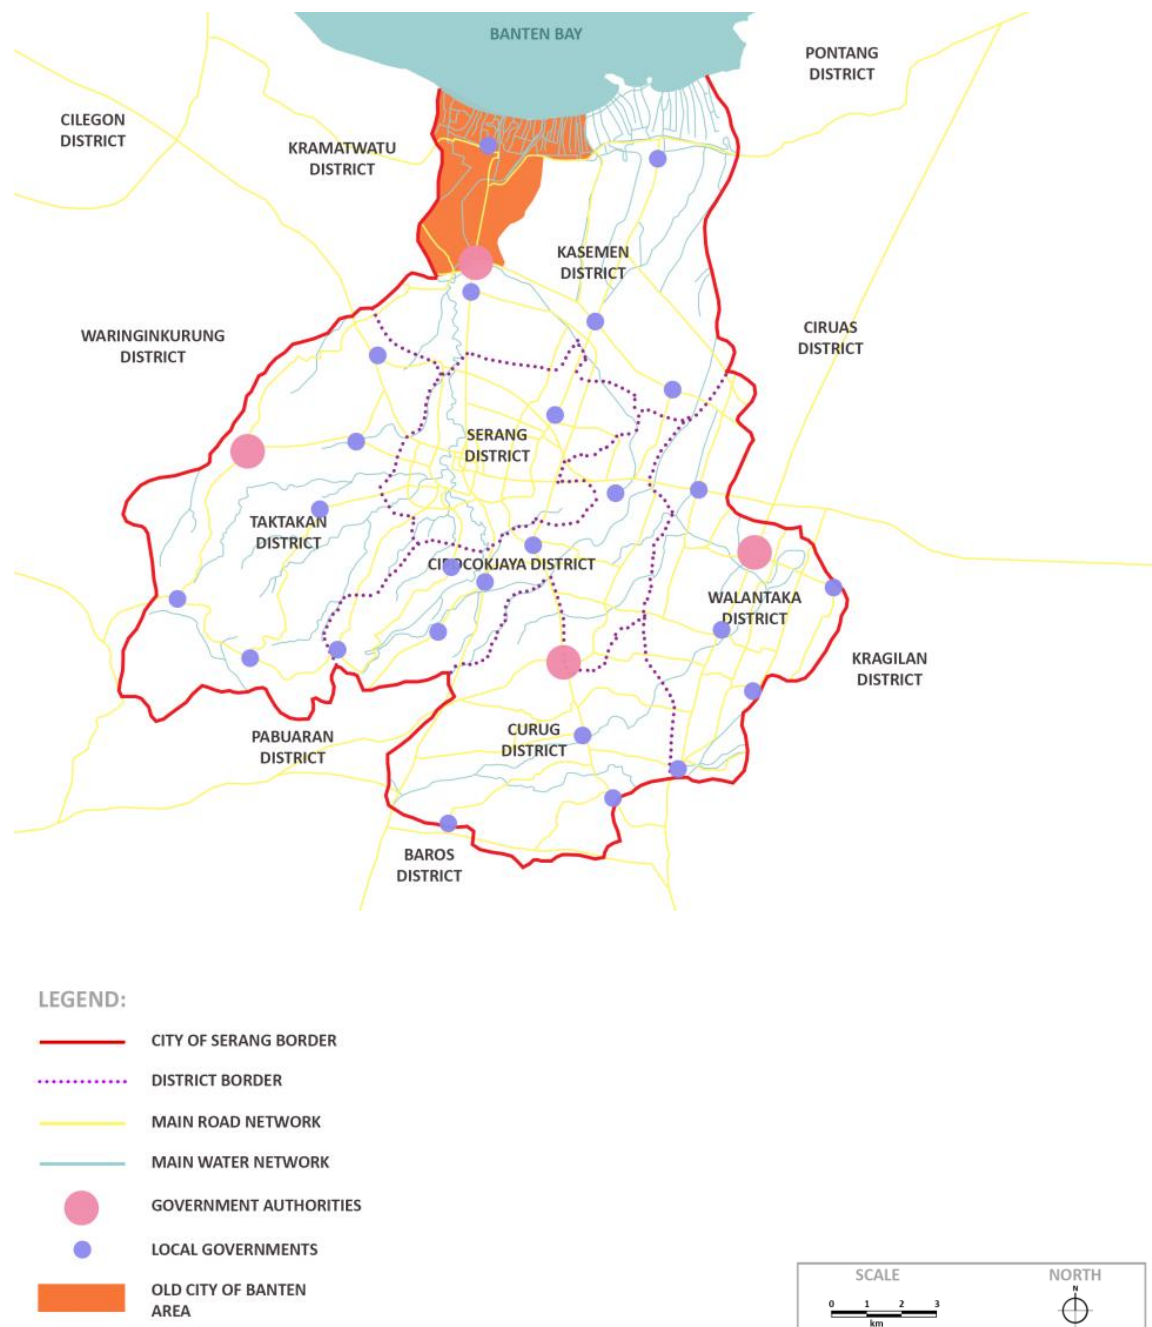 BANTEN BAY
PONTANG
DISTRICT
CILEGON
DISTRICT
KRAMATWATU
DISTRICT
KASEMEN
DISTRICT
WARINGINKURUNG
DISTRICT
CIRUAS
DISTRICT
SERANG
DISTRICT
TAKTAKAN
DISTRICT
CIPOCOKJAYA DISTRICT
WALANTAKA
DISTRICT
KRAGILAN
DISTRICT
CURUG
DISTRICT
PABUARAN
DISTRICT
BAROS
DISTRICT
LEGEND:
CITY OF SERANG BORDER
DISTRICT BORDER
MAIN ROAD NETWORK
MAIN WATER NETWORK
GOVERNMENT AUTHORITIES
LOCAL GOVERNMENTS
OLD CITY OF BANTEN
AREA
SCALE
0 1 2 3
km
NORTH
N